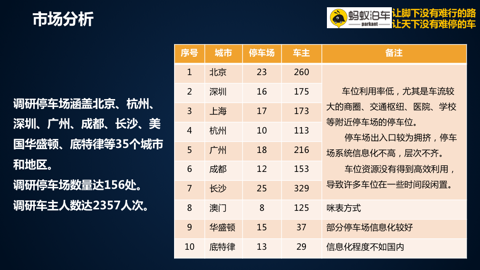 市场分析
蚂蚁泊车
parkant
让脚下没有难行的路
让天下没有难停的车
调研停车场涵盖北京、杭州、
深圳、广州、成都、长沙、美
国华盛顿、底特律等35个城市
和地区。
调研停车场数量达156处。
调研车主人数达2357人次。
序号 城市 停车场 车主 备注
1 北京 23 260
2 深圳 16 175
3 上海 17 173
4 杭州 10 113
5 广州 18 216
6 成都 12 153
7 长沙 25 329
车位利用率低，尤其是车流较
大的商圈、交通枢纽、医院、学校
等附近停车场的停车位。
停车场出入口较为拥挤，停车
场系统信息化不高，层次不齐。
车位资源没有得到高效利用，
导致许多车位在一些时间段闲置。
8 澳门 8 125 咪表方式
9 华盛顿 15 37 部分停车场信息化较好
10 底特律 13 29 信息化程度不如国内